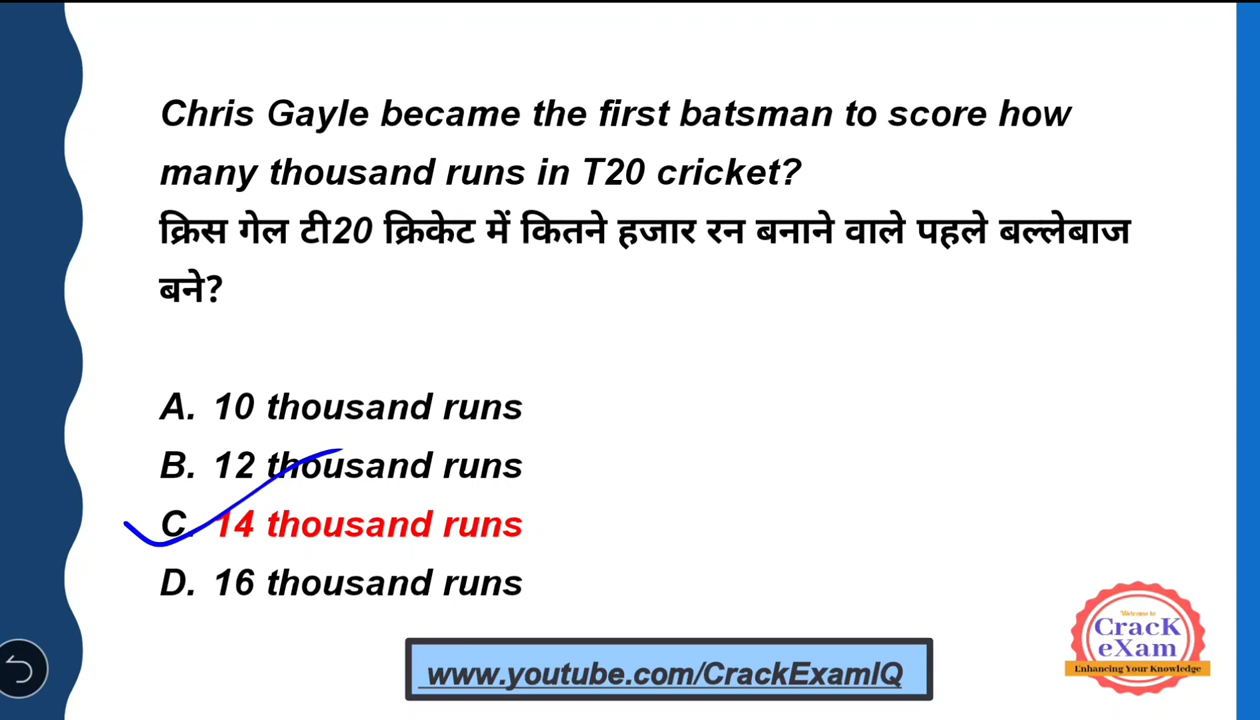 Chris Gayle became the first batsman to score how
many thousand runs in T20 cricket?
क्रिस गेल टी20 क्रिकेट में कितने हजार रन बनाने वाले पहले बल्लेबाज
बने?
A. 10 thousand runs
B. 12 thousand runs
C. 14 thousand runs
D. 16 thousand runs
Welcome to
CracK
eXam
Enhancing Your Knowledge
www.youtube.com/CrackExamIQ